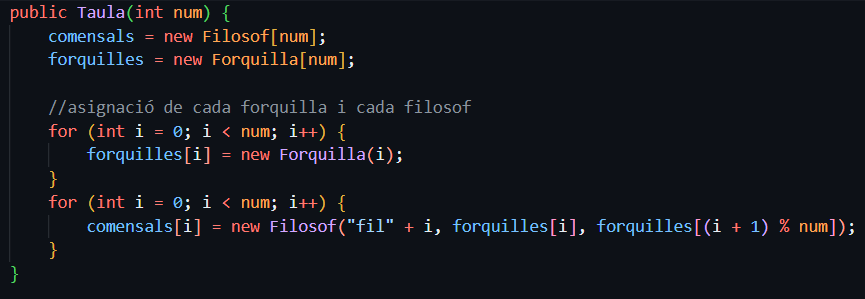 public Taula(int num) {
    comensals = new Filosof[num];
    forquilles = new Forquilla[num];

    //asignació de cada forquilla i cada filosof
    for (int i = 0; i < num; i++) {
        forquilles[i] = new Forquilla(i);
    }
    for (int i = 0; i < num; i++) {
        comensals[i] = new Filosof("fil" + i, forquilles[i], forquilles[(i + 1) % num]);
    }
}